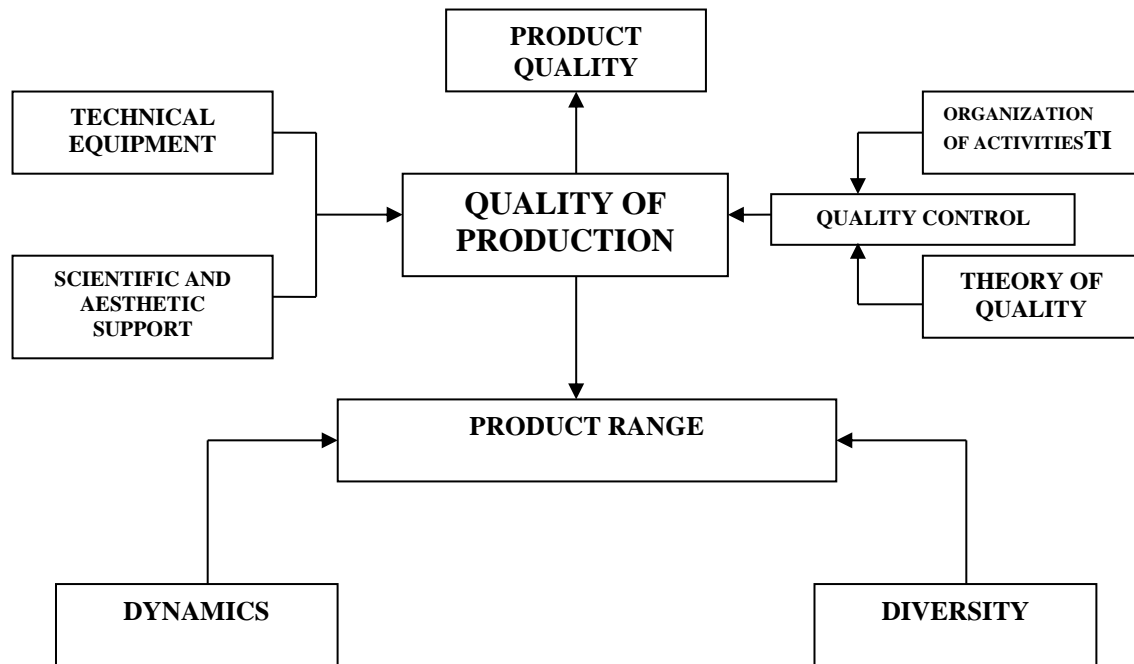 PRODUCT
QUALITY
TECHNICAL
EQUIPMENT
ORGANIZATION
OF ACTIVITIESTI
QUALITY OF
PRODUCTION
QUALITY CONTROL
SCIENTIFIC AND
AESTHETIC
SUPPORT
THEORY OF
QUALITY
PRODUCT RANGE
DYNAMICS
DIVERSITY